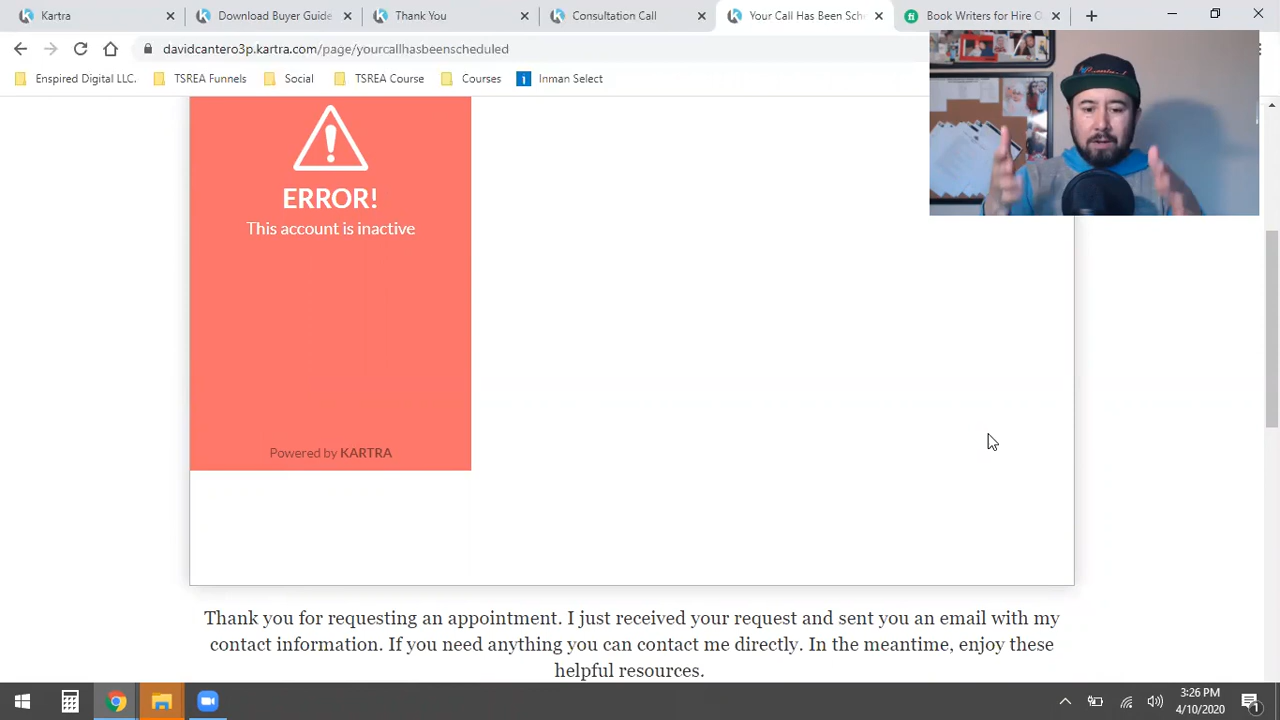 Kartra
Download Buyer Guide
Thank You
Consultation Call
Your Call Has Been Sch
Book Writers for Hire O
davidcantero3p.kartra.com/page/yourcallhasbeenscheduled
Enspired Digital LLC.
TSREA Funnels
Social
TSREA Course
Courses
Inman Select
ERROR!
This account is inactive
Powered by KARTRA
Thank you for requesting an appointment. I just received your request and sent you an email with my
contact information. If you need anything you can contact me directly. In the meantime, enjoy these
helpful resources.
3:26 PM
4/10/2020